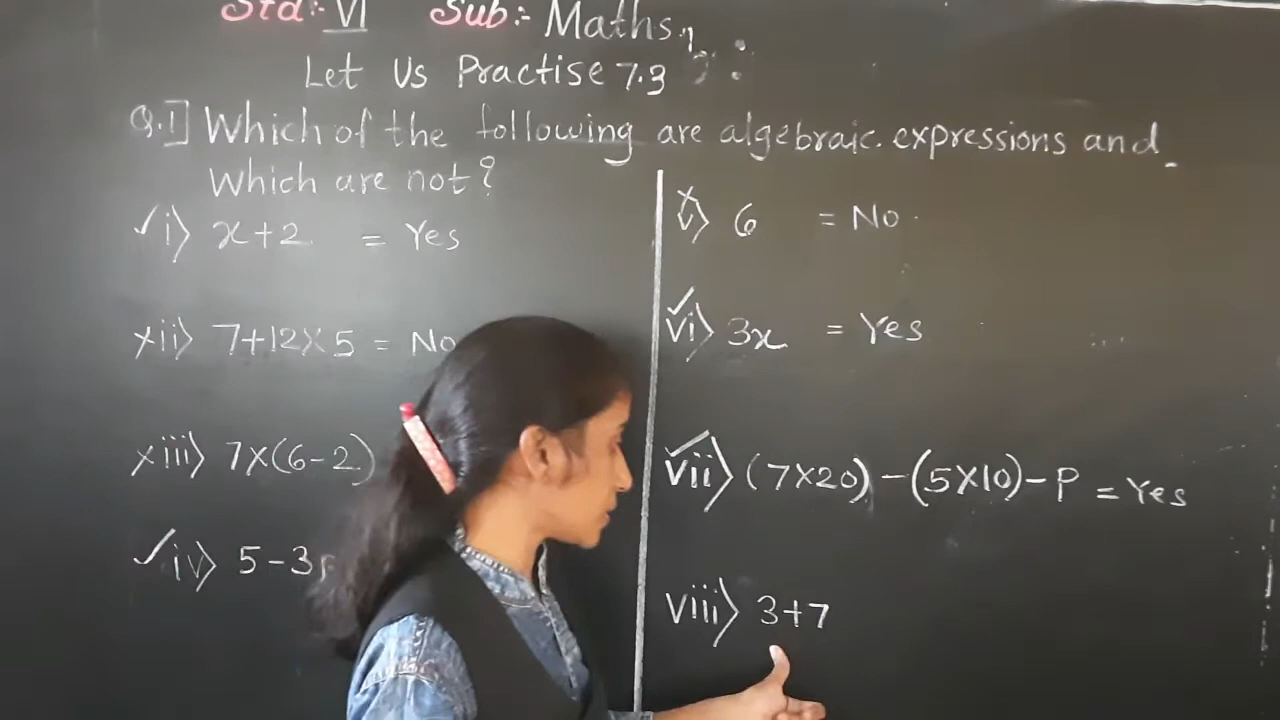 Std:- VI Sub:- Maths.
Let Us Practise 7.3
Q.1] Which of the following are algebraic expressions and
Which are not?
✓i) x+2 = Yes
xii) 7+12×5 = No
xiii) 7×(6-2)
✓iv) 5-3
x v) 6 = No.
✓vi) 3x = Yes
✓vii) (7×20)-(5×10)-P = Yes
viii) 3+7